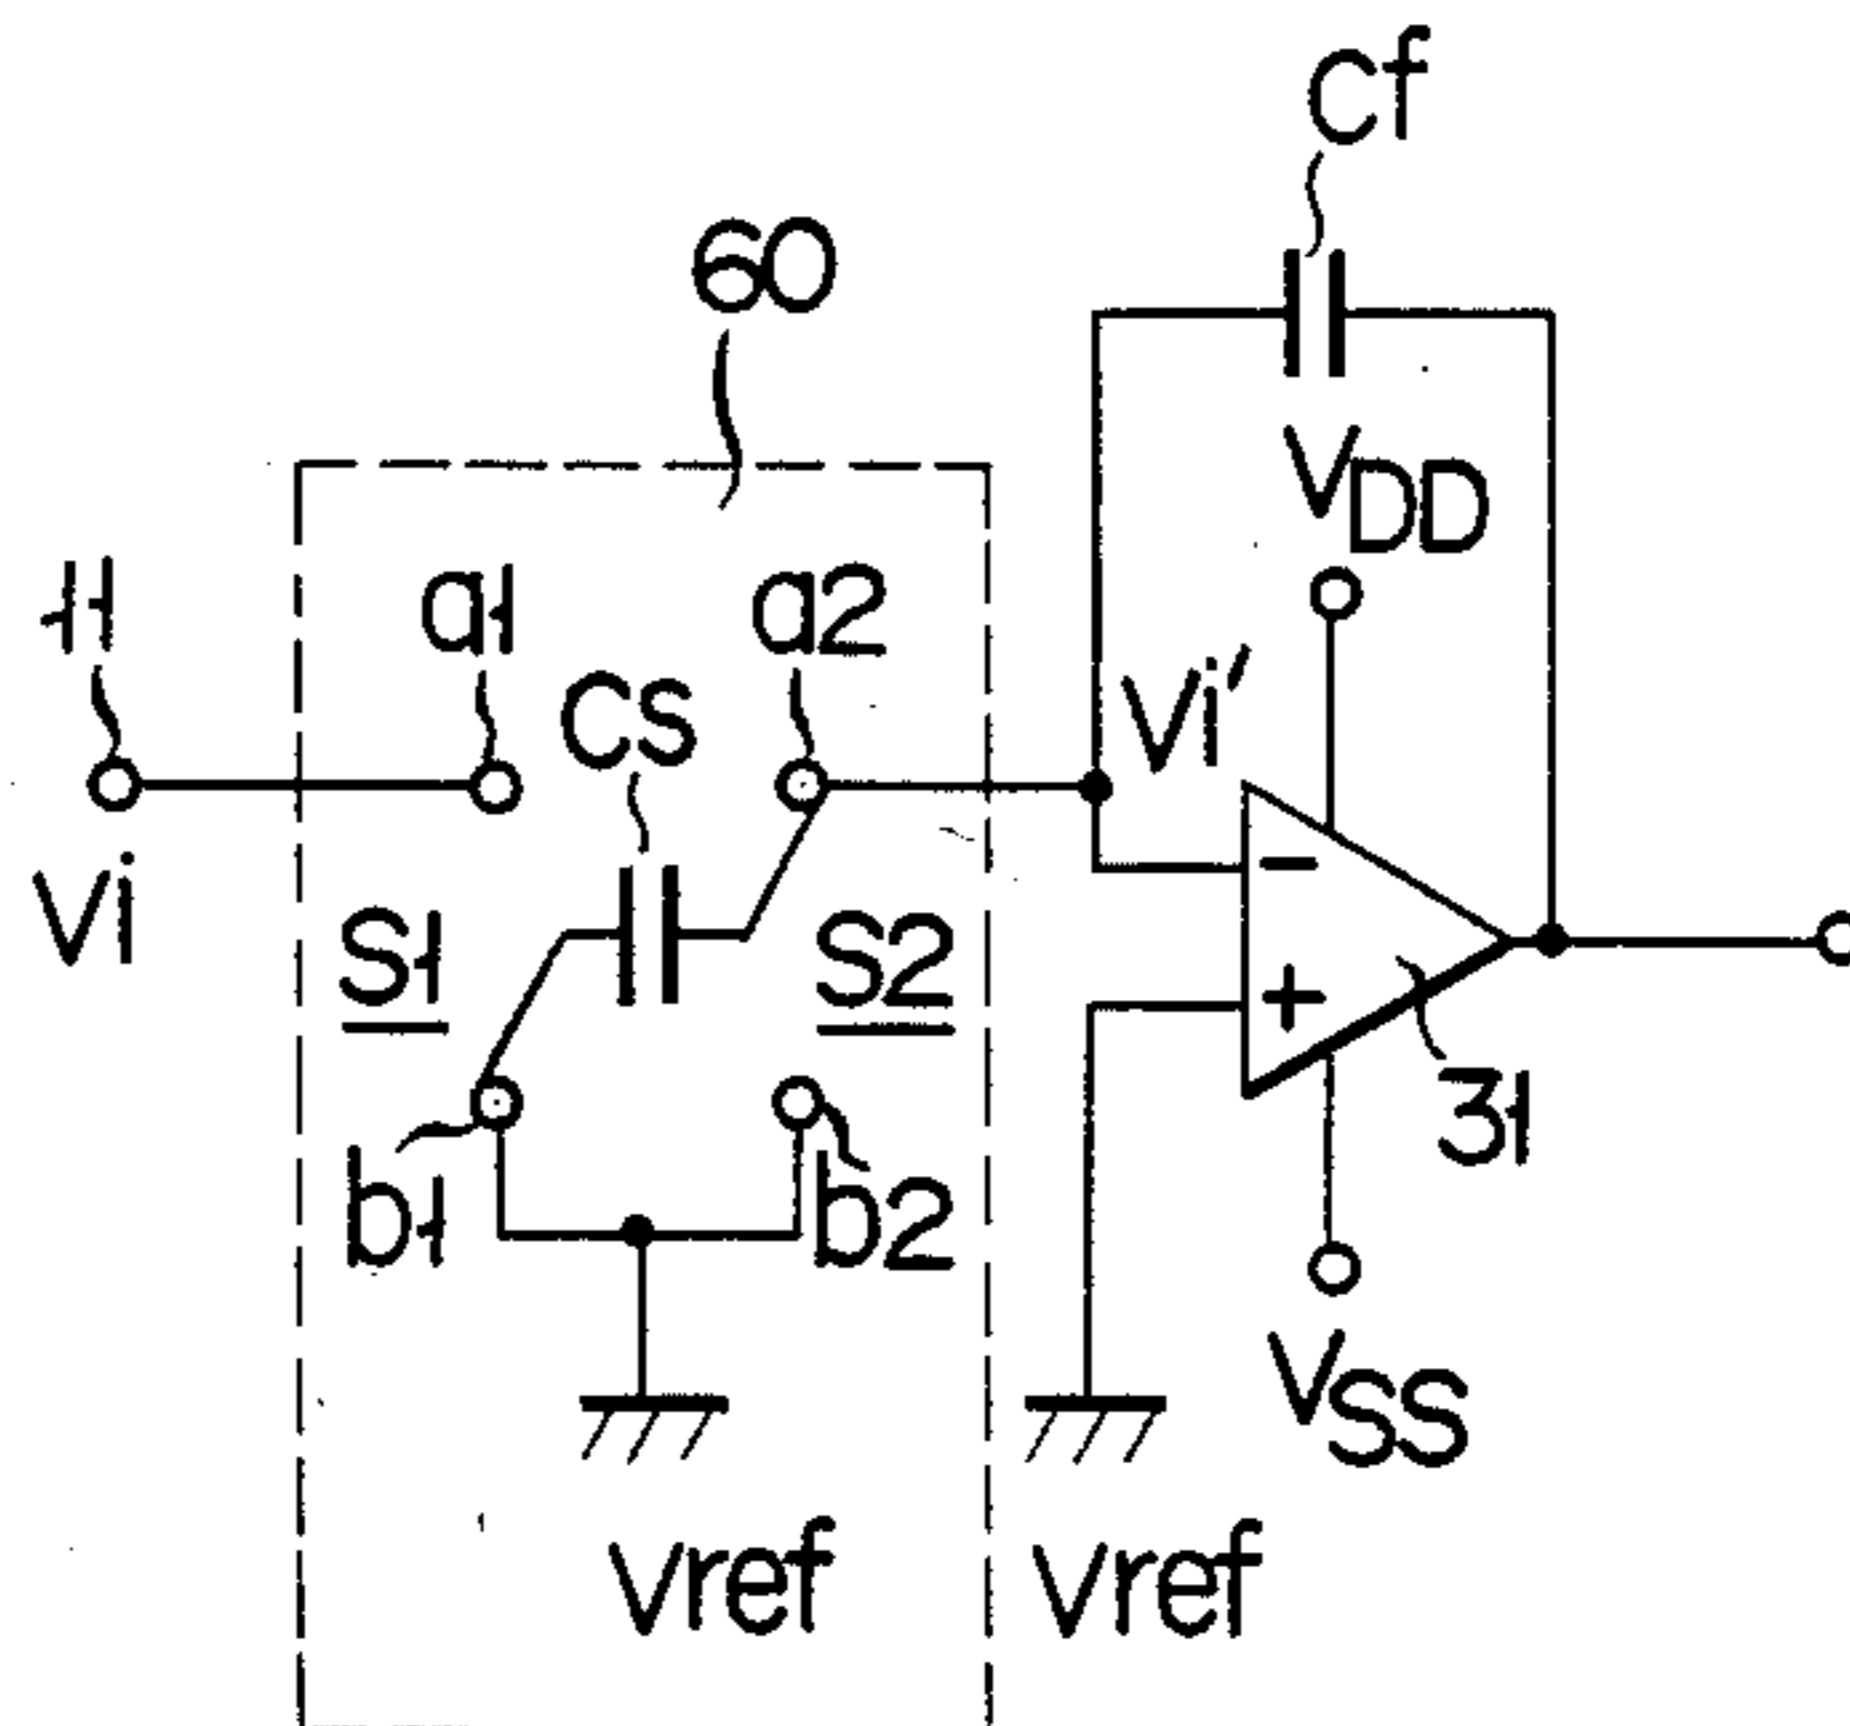 Cf
60
VDD
11
a1
a2
Cs
Vi'
Vi
S1
S2
−
+
31
b1
b2
VSS
Vref
Vref